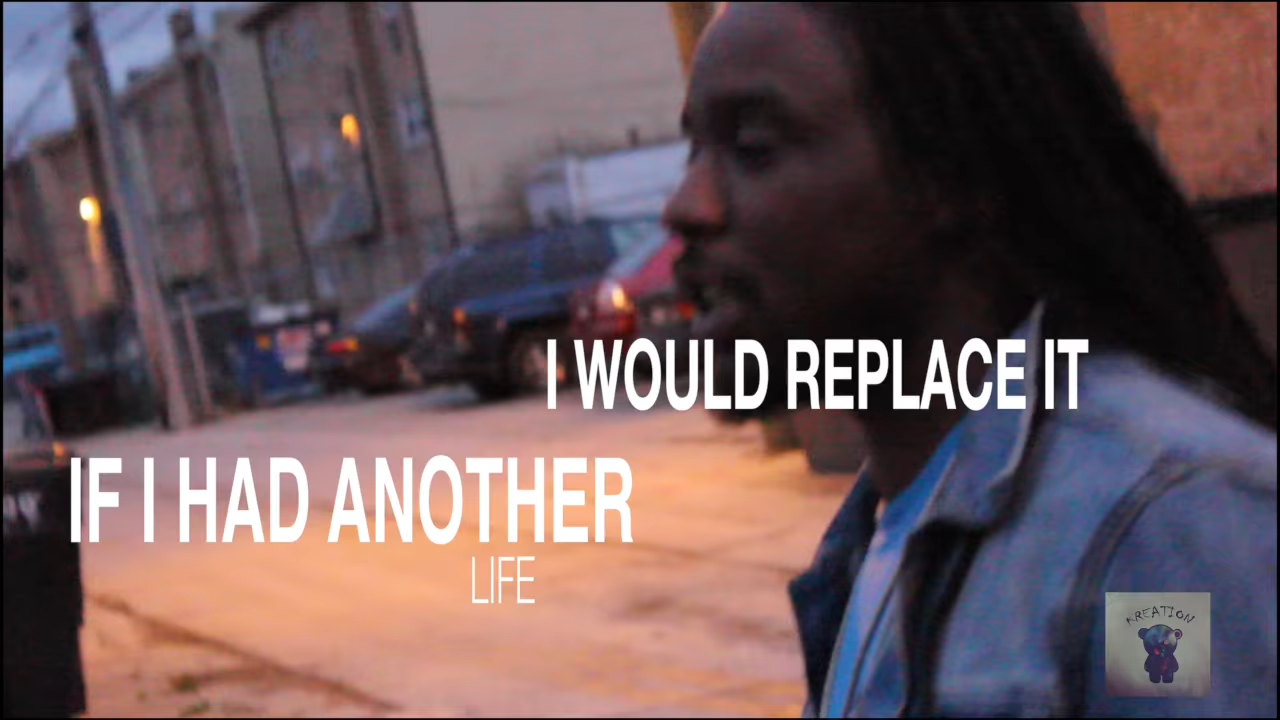 I WOULD REPLACE IT
IF I HAD ANOTHER
LIFE
KREATION